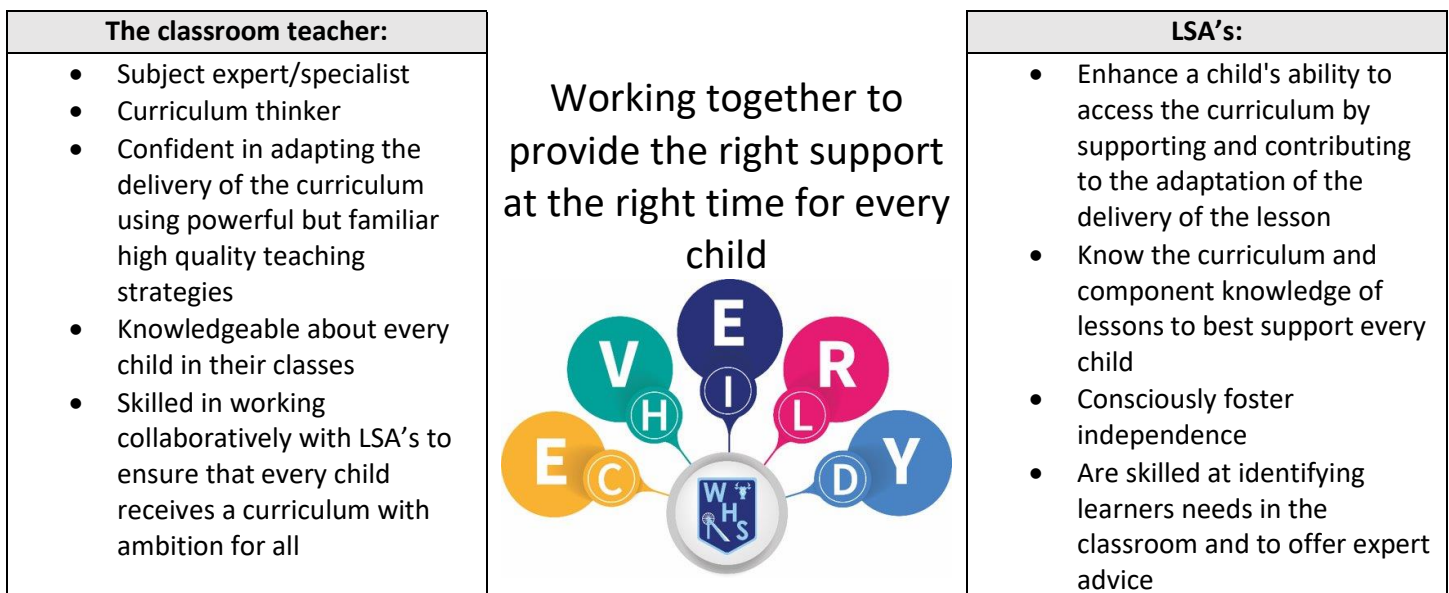 The classroom teacher:
• Subject expert/specialist
• Curriculum thinker
• Confident in adapting the
delivery of the curriculum
using powerful but familiar
high quality teaching
strategies
• Knowledgeable about every
child in their classes
• Skilled in working
collaboratively with LSA’s to
ensure that every child
receives a curriculum with
ambition for all
Working together to
provide the right support
at the right time for every
child
E V E R Y
C H I L D
W
H
S
LSA’s:
• Enhance a child's ability to
access the curriculum by
supporting and contributing
to the adaptation of the
delivery of the lesson
• Know the curriculum and
component knowledge of
lessons to best support every
child
• Consciously foster
independence
• Are skilled at identifying
learners needs in the
classroom and to offer expert
advice